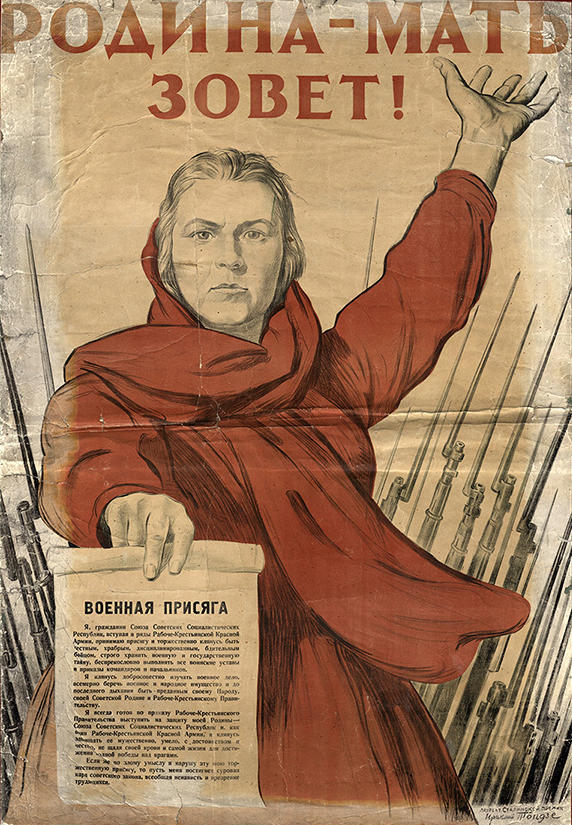 РОДИНА-МАТЬ
ЗОВЕТ!
ВОЕННАЯ ПРИСЯГА
Я, гражданин Союза Советских Социалистических
Республик, вступая в ряды Рабоче-Крестьянской Красной
Армии, принимаю присягу и торжественно клянусь быть
честным, храбрым, дисциплинированным, бдительным
бойцом, строго хранить военную и государственную
тайну, беспрекословно выполнять все воинские уставы
и приказы командиров и начальников.
Я клянусь добросовестно изучать военное дело,
всемерно беречь военное и народное имущество и до
последнего дыхания быть преданным своему Народу,
своей Советской Родине и Рабоче-Крестьянскому Прави-
тельству.
Я всегда готов по приказу Рабоче-Крестьянского
Правительства выступить на защиту моей Родины—
Союза Советских Социалистических Республик и, как
воин Рабоче-Крестьянской Красной Армии, я клянусь
защищать ее мужественно, умело, с достоинством и
честью, не щадя своей крови и самой жизни для дости-
жения полной победы над врагами.
Если же по злому умыслу я нарушу эту мою тор-
жественную присягу, то пусть меня постигнет суровая
кара советского закона, всеобщая ненависть и презрение
трудящихся.
лауреат Сталинской премии
Ираклий Тоидзе